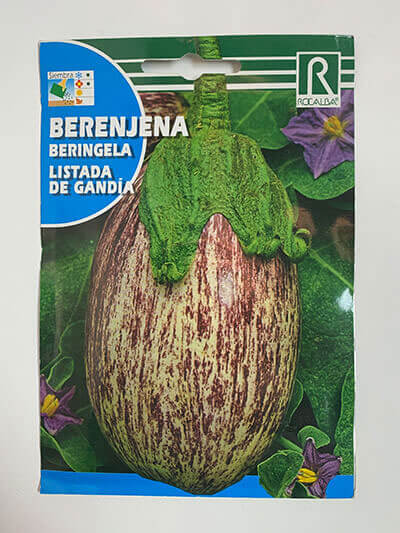 Siembra
R
ROCALBA
BERENJENA
BERINGELA
LISTADA
DE GANDÍA